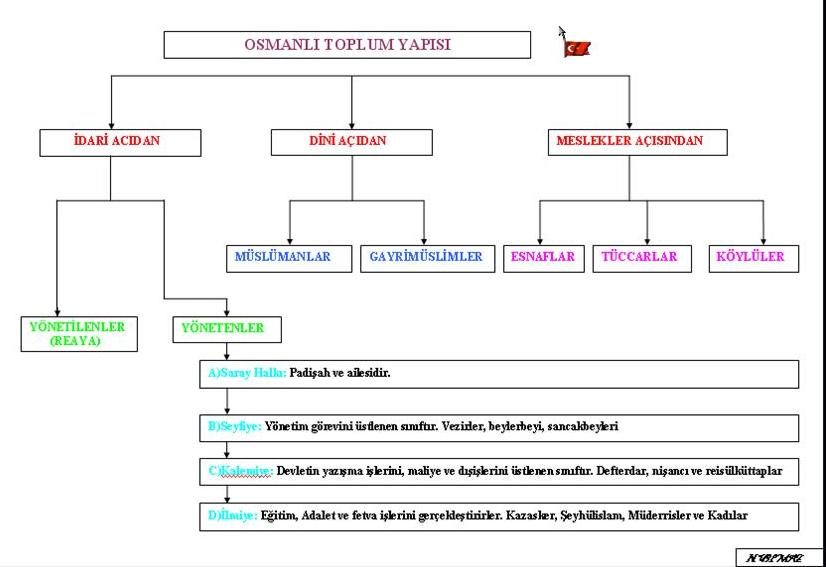 OSMANLI TOPLUM YAPISI
İDARİ ACIDAN
DİNİ AÇIDAN
MESLEKLER AÇISINDAN
MÜSLÜMANLAR
GAYRİMÜSLİMLER
ESNAFLAR
TÜCCARLAR
KÖYLÜLER
YÖNETİLENLER
(REAYA)
YÖNETENLER
A)Saray Halkı: Padişah ve ailesidir.
B)Seyfiye: Yönetim görevini üstlenen sınıftır. Vezirler, beylerbeyi, sancakbeyleri
C)Kalemiye: Devletin yazışma işlerini, maliye ve dışişlerini üstlenen sınıftır. Defterdar, nişancı ve reisülküttaplar
D)İlmiye: Eğitim, Adalet ve fetva işlerini gerçekleştirirler. Kazasker, Şeyhülislam, Müderrisler ve Kadılar